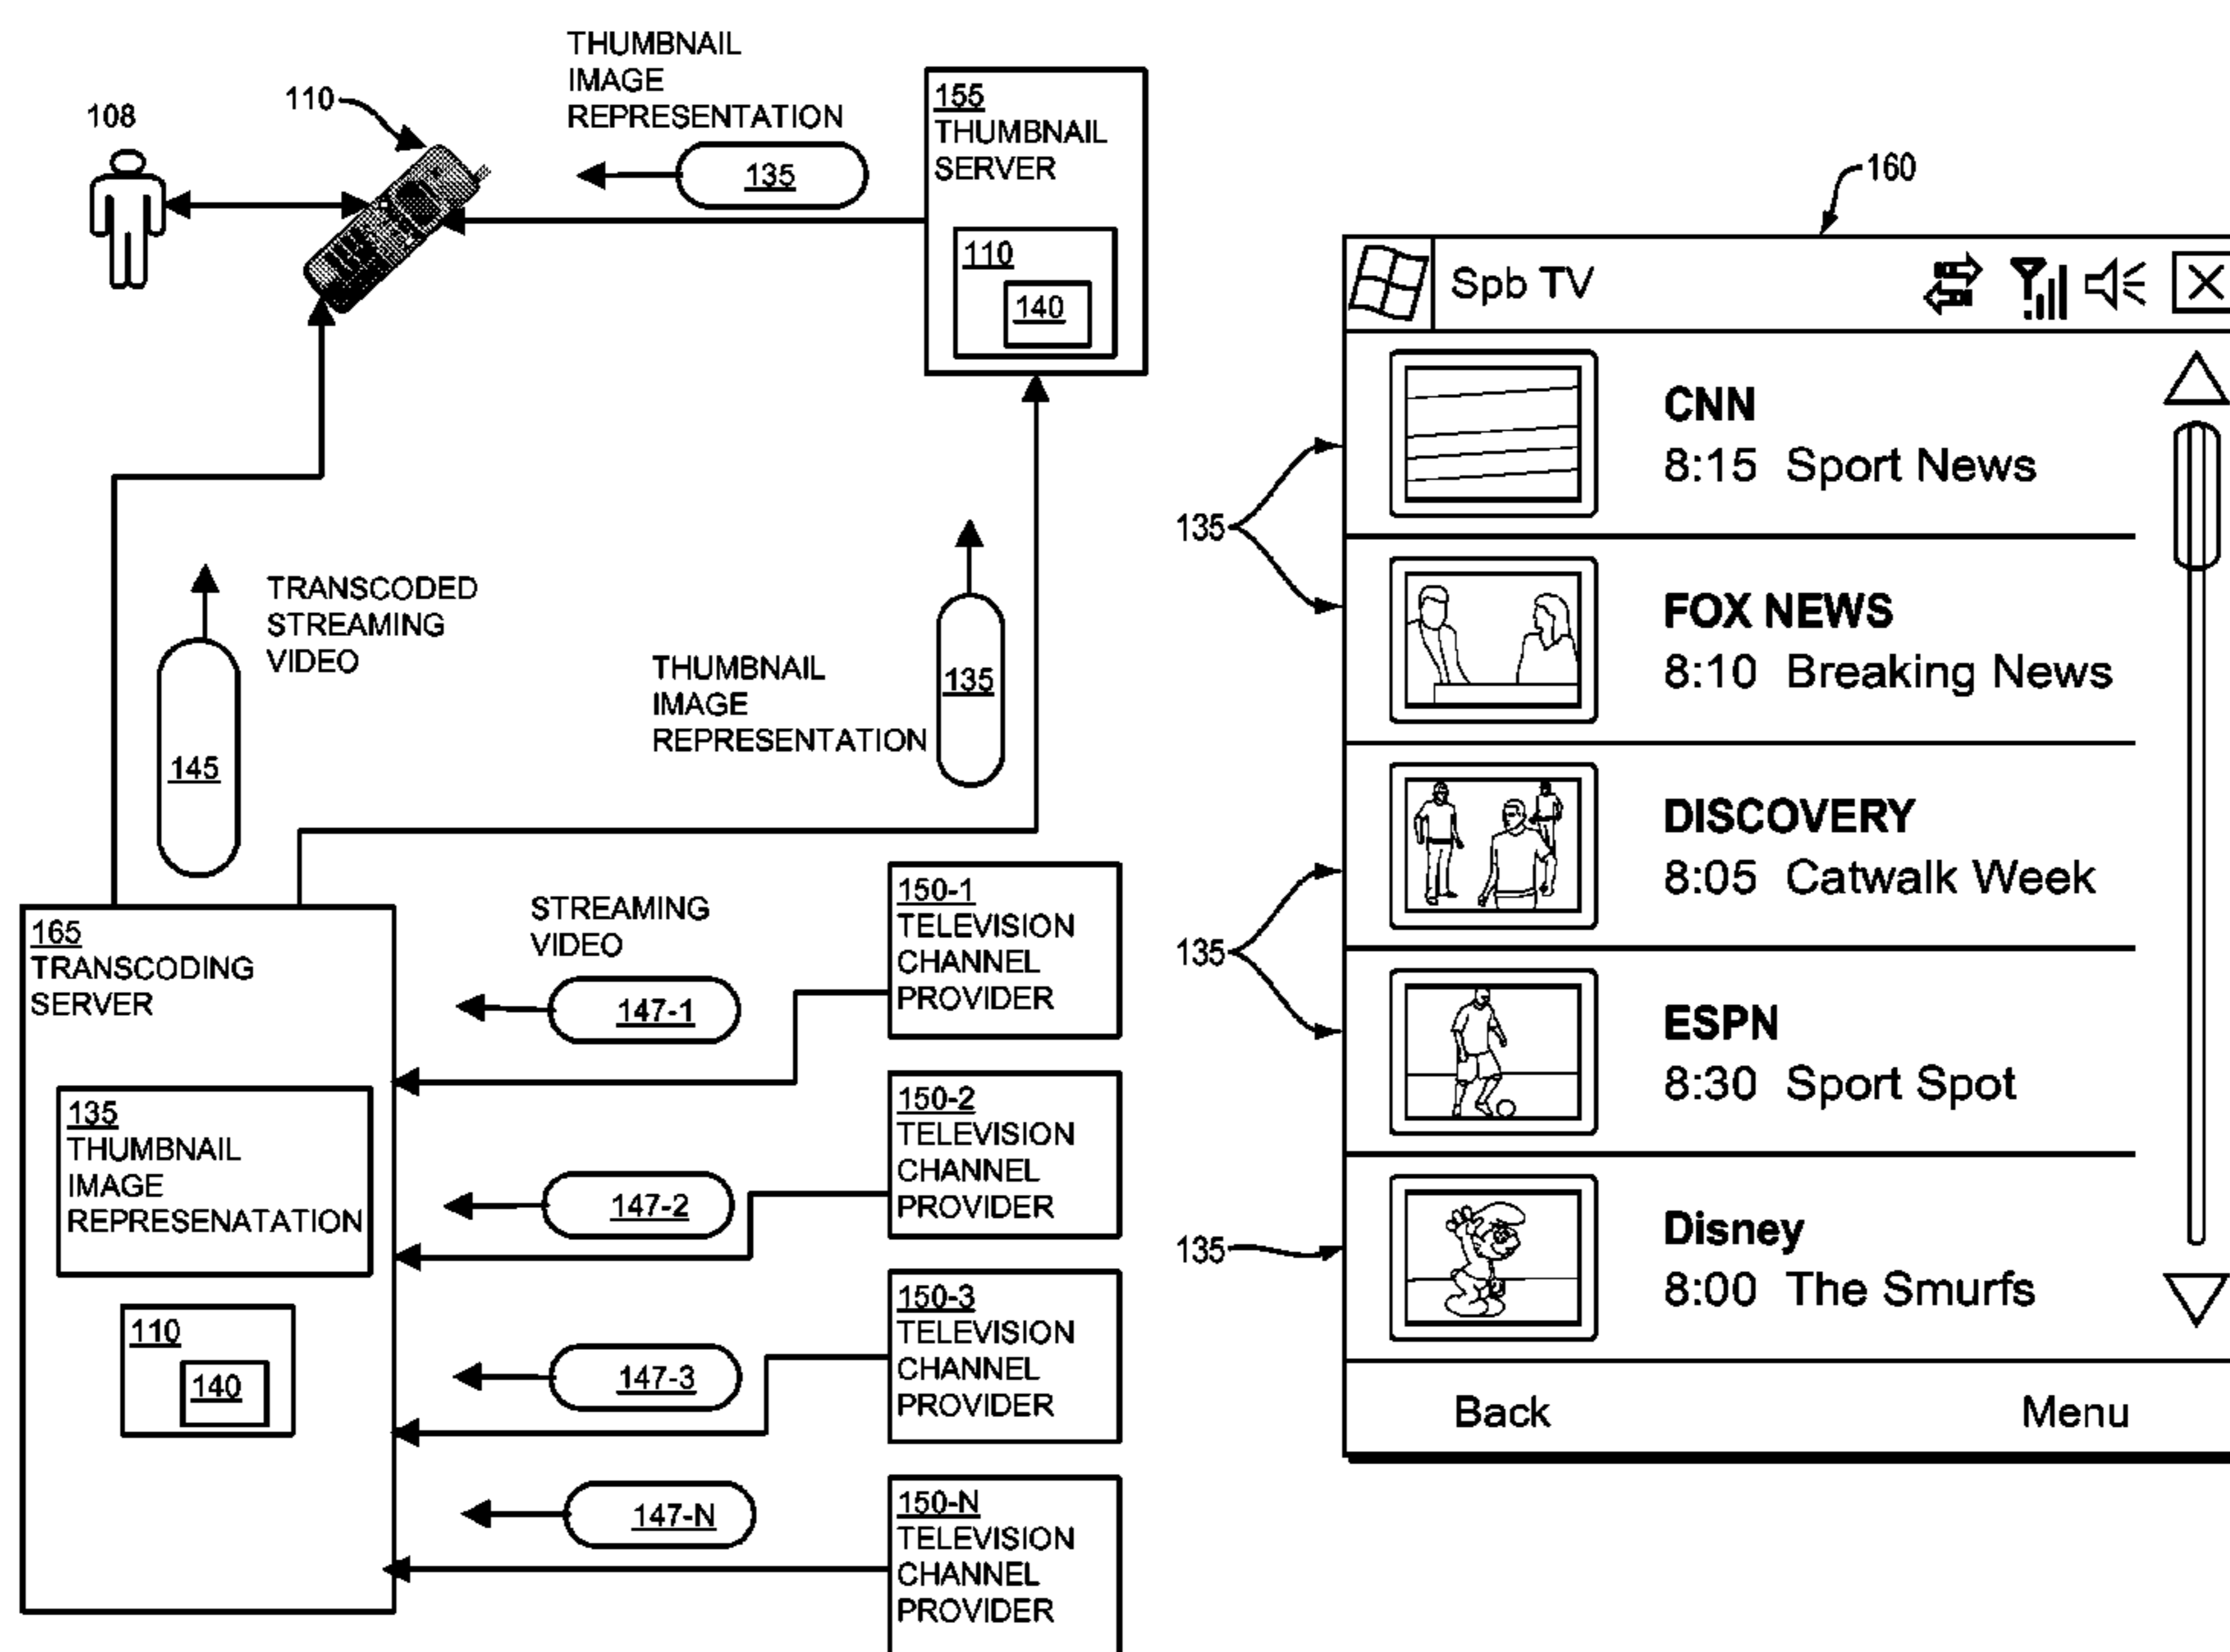 THUMBNAIL
IMAGE
REPRESENTATION
108
110
135
155
THUMBNAIL
SERVER
110
140
TRANSCODED
STREAMING
VIDEO
145
THUMBNAIL
IMAGE
REPRESENTATION
135
165
TRANSCODING
SERVER
135
THUMBNAIL
IMAGE
REPRESENATATION
110
140
STREAMING
VIDEO
147-1
147-2
147-3
147-N
150-1
TELEVISION
CHANNEL
PROVIDER
150-2
TELEVISION
CHANNEL
PROVIDER
150-3
TELEVISION
CHANNEL
PROVIDER
150-N
TELEVISION
CHANNEL
PROVIDER
160
Spb TV
135
CNN
8:15 Sport News
FOX NEWS
8:10 Breaking News
135
DISCOVERY
8:05 Catwalk Week
ESPN
8:30 Sport Spot
135
Disney
8:00 The Smurfs
Back Menu